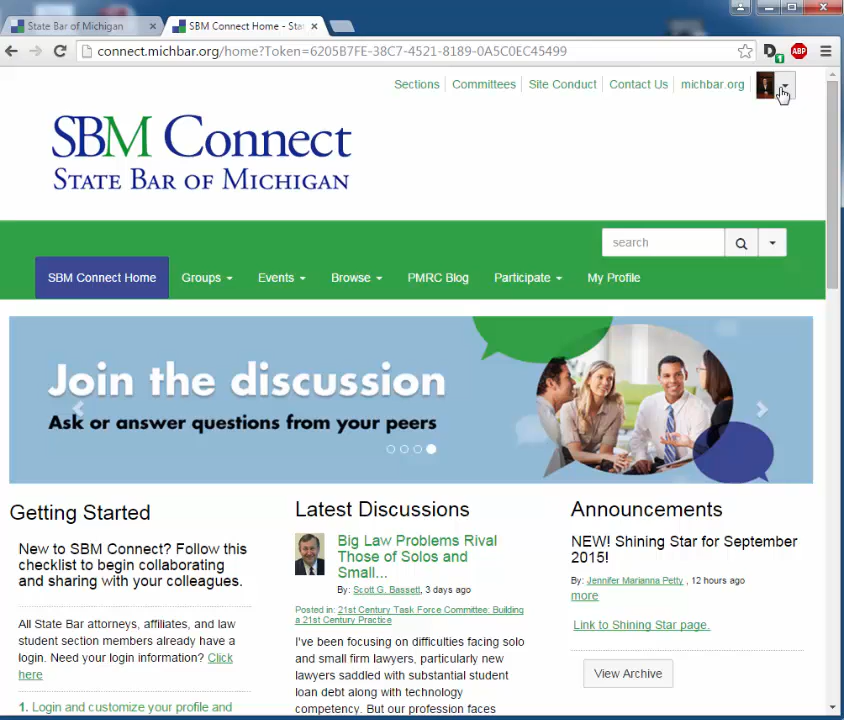 State Bar of Michigan
SBM Connect Home - Sta
connect.michbar.org/home?Token=6205B7FE-38C7-4521-8189-0A5C0EC45499
D 1 ABP
Sections Committees Site Conduct Contact Us michbar.org
SBM Connect
STATE BAR OF MICHIGAN
search
SBM Connect Home Groups Events Browse PMRC Blog Participate My Profile
Join the discussion
Ask or answer questions from your peers
Getting Started
New to SBM Connect? Follow this
checklist to begin collaborating
and sharing with your colleagues.
All State Bar attorneys, affiliates, and law
student section members already have a
login. Need your login information? Click
here
1. Login and customize your profile and
Latest Discussions
Big Law Problems Rival
Those of Solos and
Small...
By: Scott G. Bassett, 3 days ago
Posted in: 21st Century Task Force Committee: Building
a 21st Century Practice
I've been focusing on difficulties facing solo
and small firm lawyers, particularly new
lawyers saddled with substantial student
loan debt along with technology
competency. But our profession faces
Announcements
NEW! Shining Star for September
2015!
By: Jennifer Marianna Petty , 12 hours ago
more
Link to Shining Star page.
View Archive